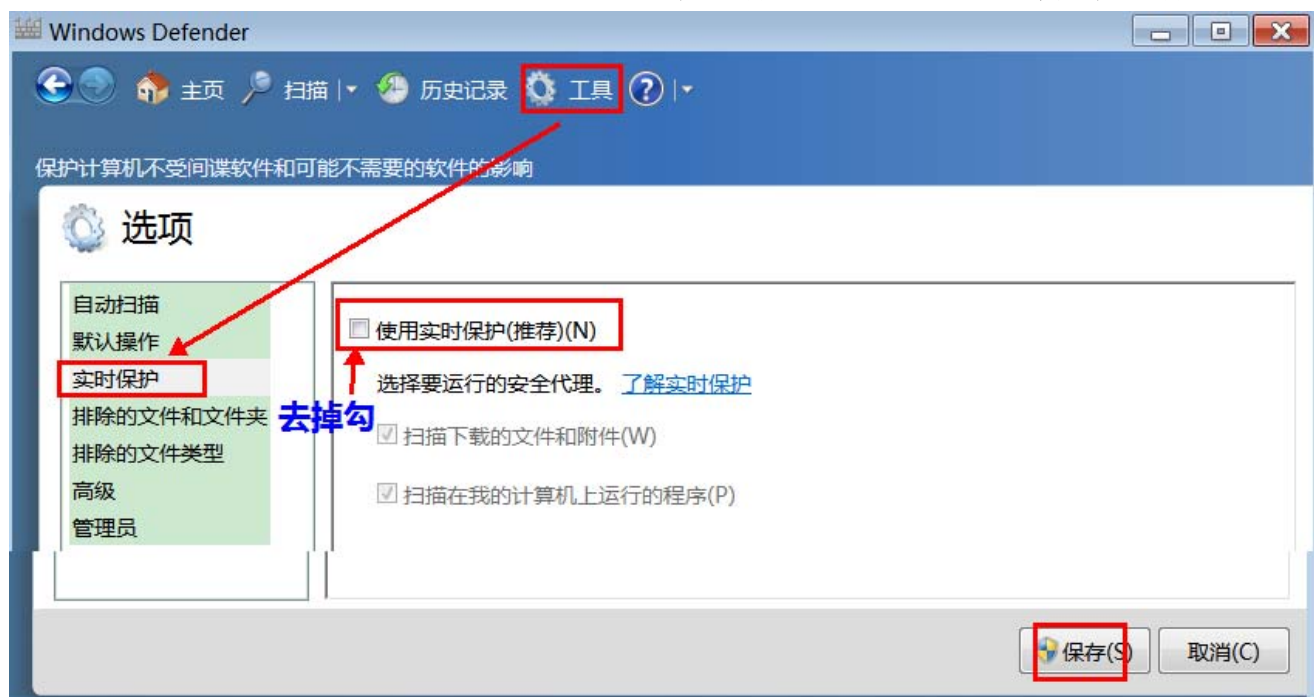 Windows Defender
主页 扫描 历史记录 工具
保护计算机不受间谍软件和可能不需要的软件的影响
选项
自动扫描
默认操作
实时保护
排除的文件和文件夹
排除的文件类型
高级
管理员
使用实时保护(推荐)(N)
选择要运行的安全代理。 了解实时保护
去掉勾
扫描下载的文件和附件(W)
扫描在我的计算机上运行的程序(P)
保存(S) 取消(C)